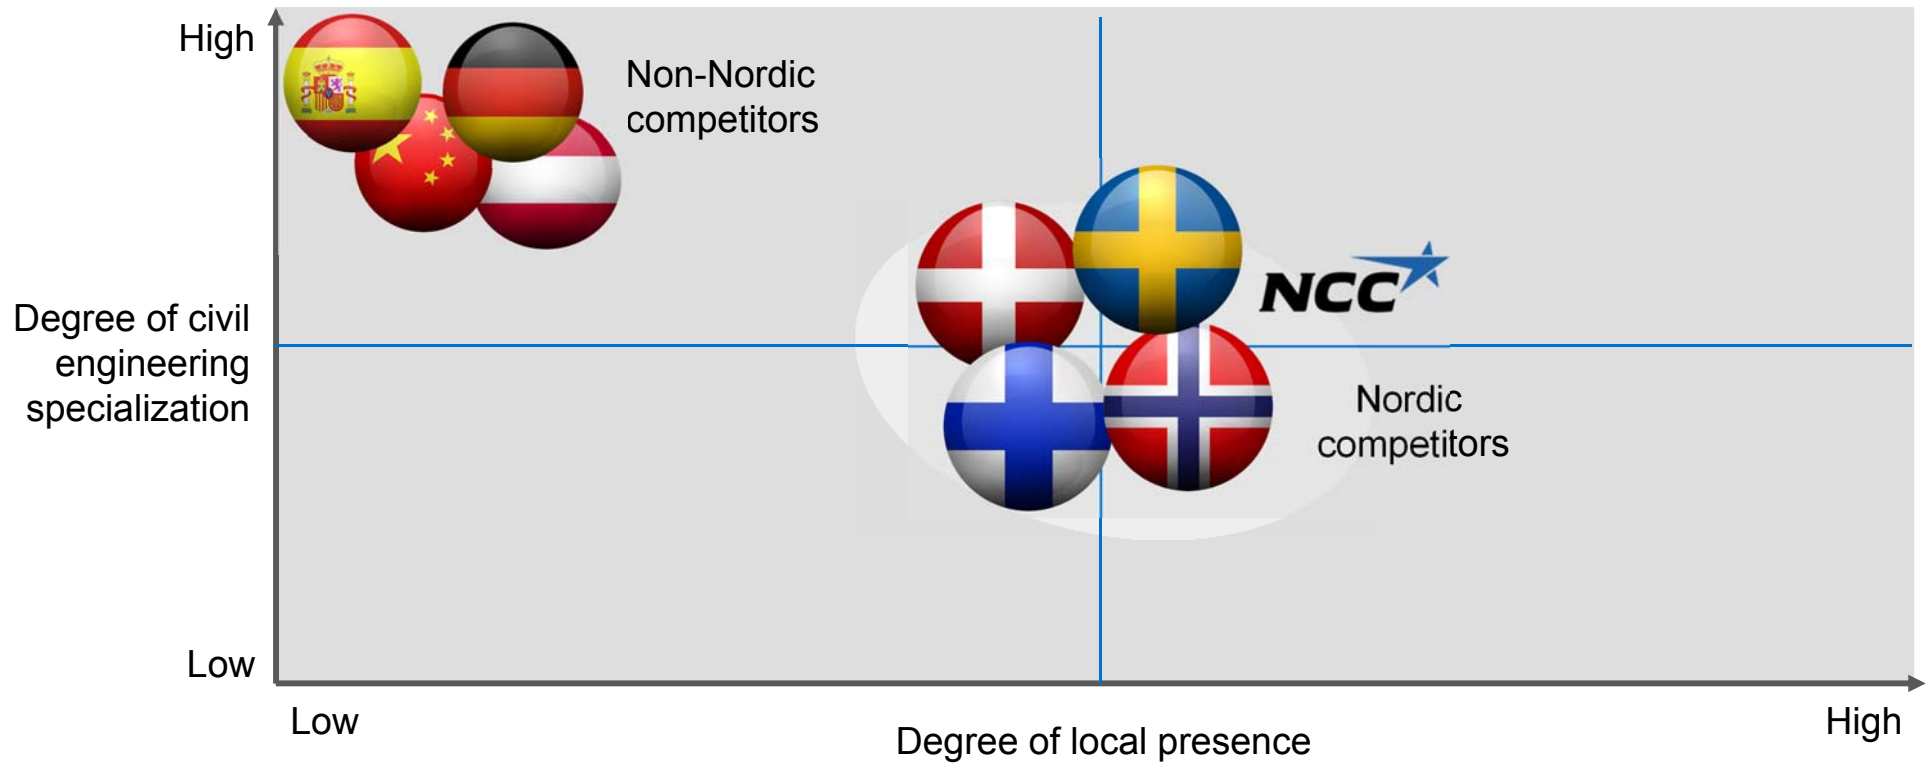 High
Non-Nordic
competitors
NCC
Degree of civil
engineering
specialization
Nordic
competitors
Low
Low
High
Degree of local presence